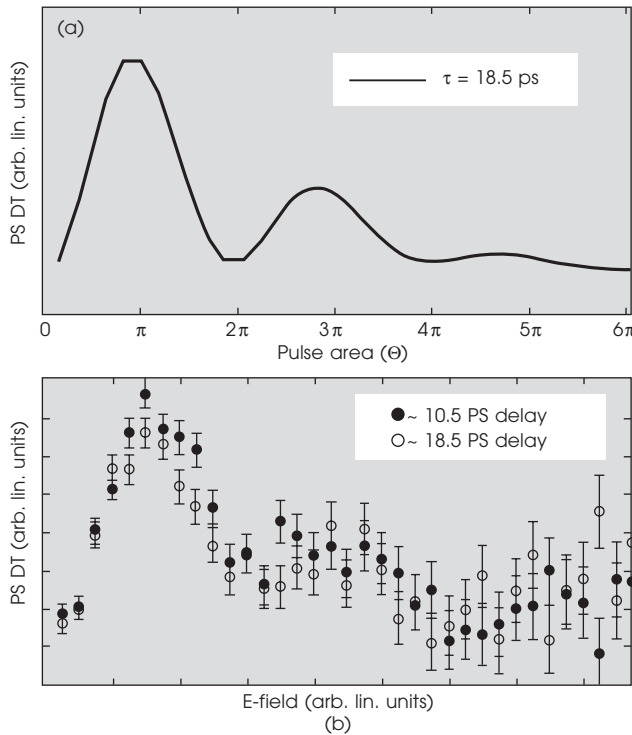 (a)
τ = 18.5 ps
PS DT (arb. lin. units)
0 π 2π 3π 4π 5π 6π
Pulse area (Θ)
~ 10.5 PS delay
~ 18.5 PS delay
PS DT (arb. lin. units)
E-field (arb. lin. units)
(b)